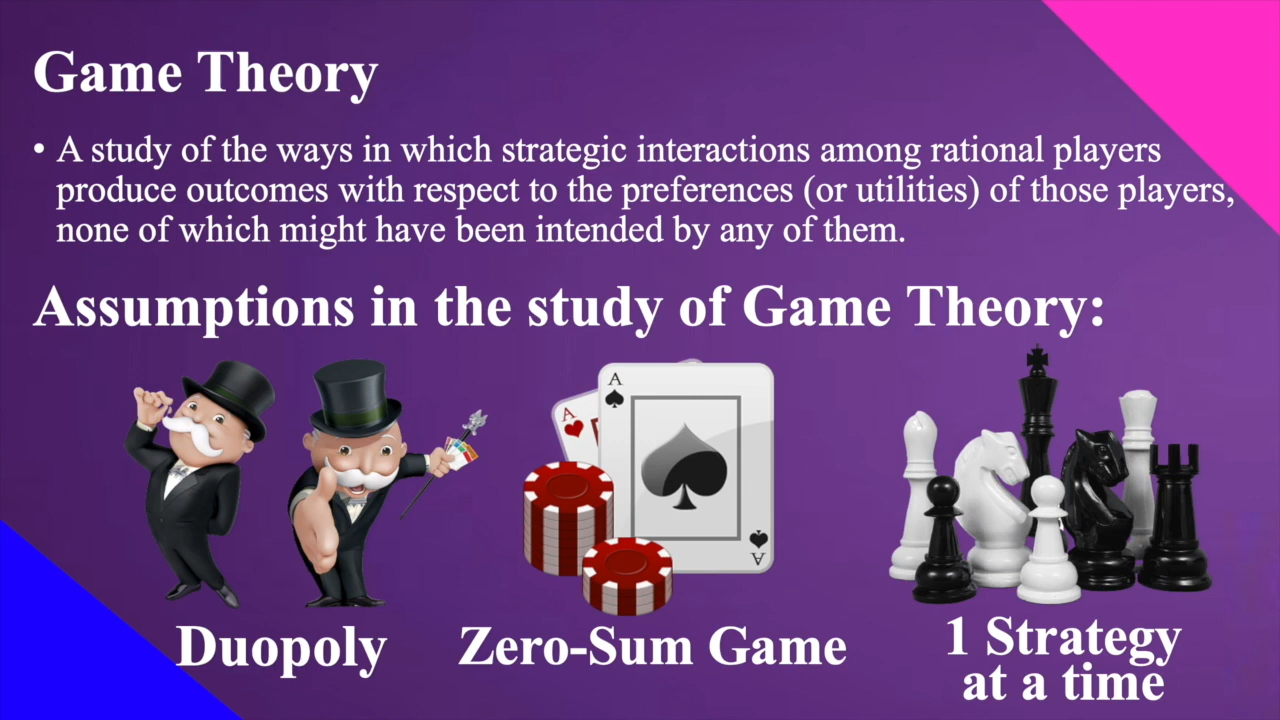 Game Theory
• A study of the ways in which strategic interactions among rational players
produce outcomes with respect to the preferences (or utilities) of those players,
none of which might have been intended by any of them.
Assumptions in the study of Game Theory:
A
A
A
Duopoly
Zero-Sum Game
1 Strategy
at a time